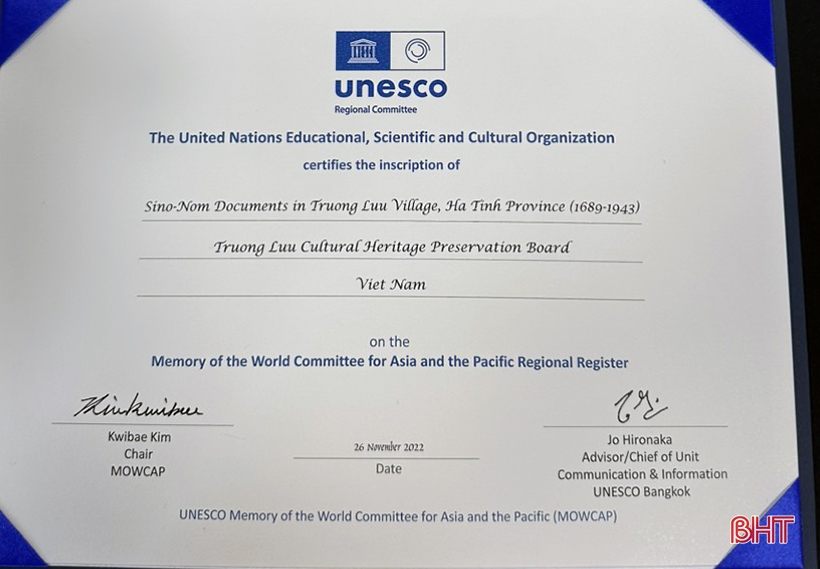 unesco
Regional Committee
The United Nations Educational, Scientific and Cultural Organization
certifies the inscription of
Sino-Nom Documents in Truong Luu Village, Ha Tinh Province (1689-1943)
Truong Luu Cultural Heritage Preservation Board
Viet Nam
on the
Memory of the World Committee for Asia and the Pacific Regional Register
Kwibae Kim
Chair
MOWCAP
26 November 2022
Date
Jo Hironaka
Advisor/Chief of Unit
Communication & Information
UNESCO Bangkok
UNESCO Memory of the World Committee for Asia and the Pacific (MOWCAP)
BHT